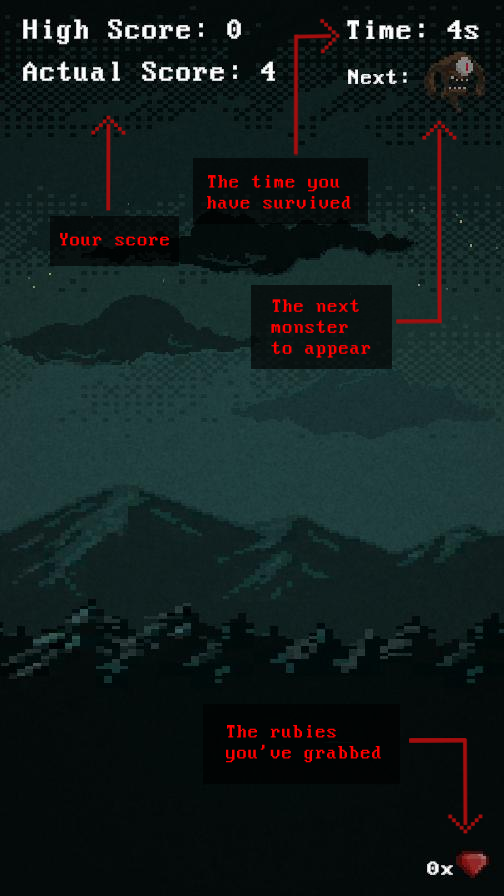 High Score: 0
Time: 4s
Actual Score: 4
Next:
The time you
have survived
Your score
The next
monster
to appear
The rubies
you've grabbed
0x